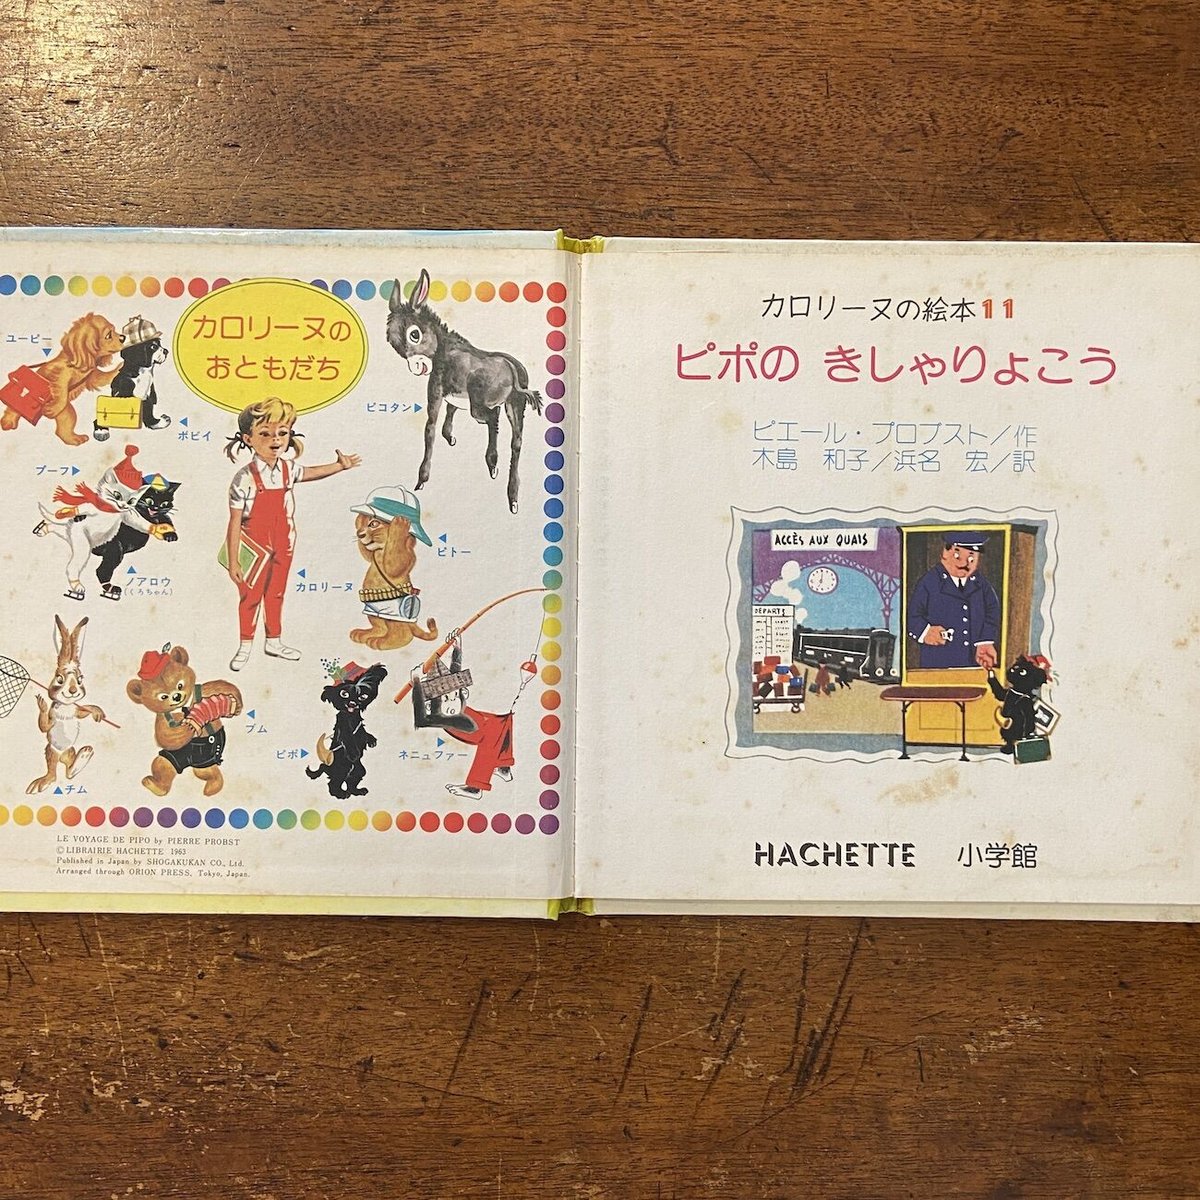 カロリーヌの
おともだち
ユーピー
ボビイ
ピコタン
プーフ
ノアロウ
(くろちゃん)
カロリーヌ
ピトー
チム
ブム
ピポ
ネニュファー
LE VOYAGE DE PIPO by PIERRE PROBST
©LIBRAIRIE HACHETTE 1963
Published in Japan by SHOGAKUKAN CO., Ltd.
Arranged through ORION PRESS, Tokyo, Japan.
カロリーヌの絵本11
ピポの きしゃりょこう
ピエール・プロブスト/作
木島 和子/浜名 宏/訳
ACCÈS AUX QUAIS
DEPARTS
HACHETTE 小学館